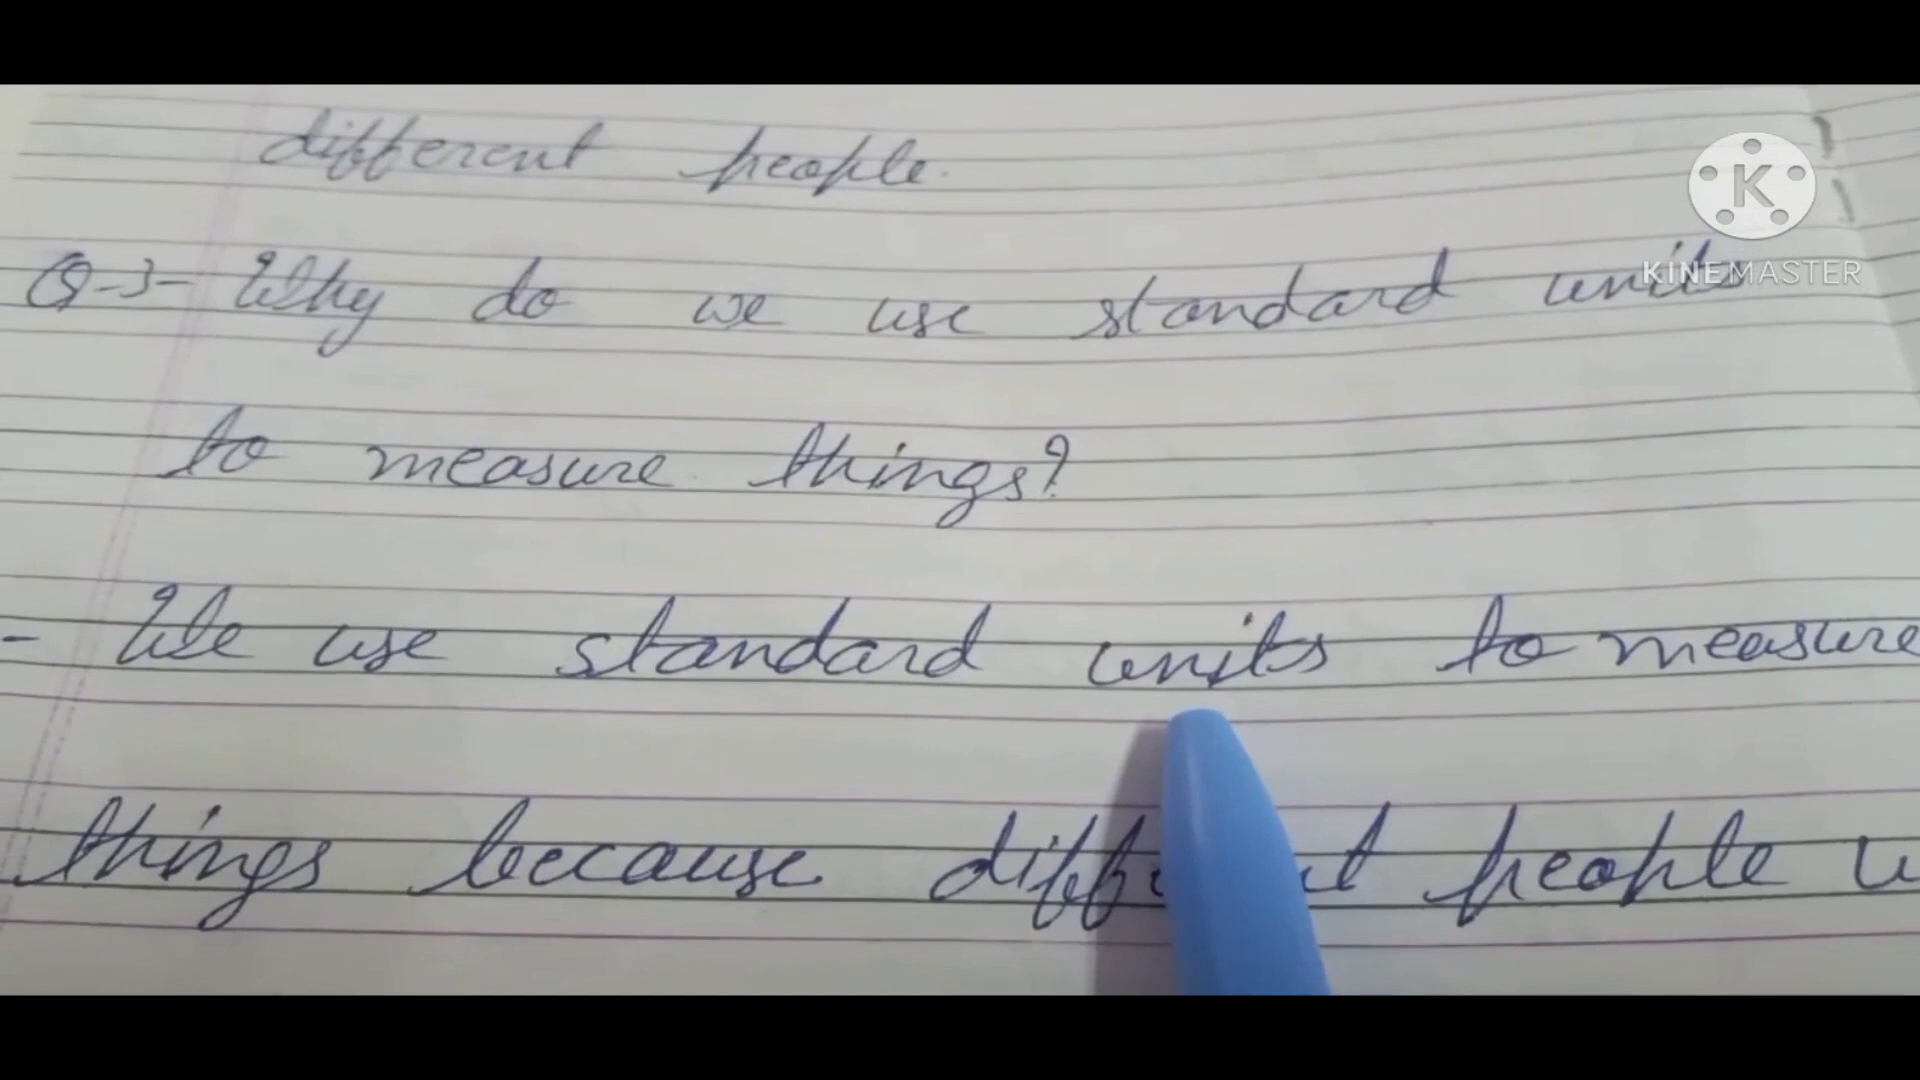 different people.
Q-3- Why do we use standard units
to measure things?
- We use standard units to measure
things because people
K
KINEMASTER